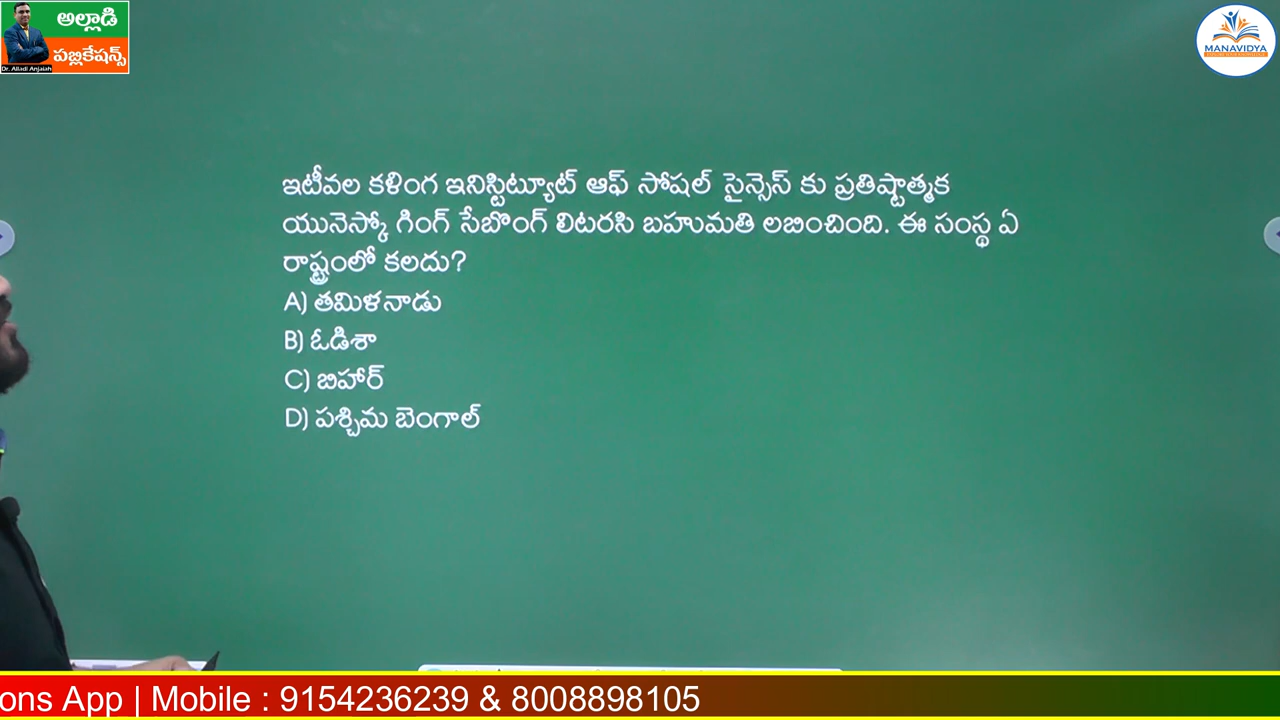 అల్లాడి
పబ్లికేషన్స్
Dr. Alladi Anjaiah
MANAVIDYA
ఇటీవల కళింగ ఇనిస్టిట్యూట్ ఆఫ్ సోషల్ సైన్సెస్ కు ప్రతిష్టాత్మక
యునెస్కో గింగ్ సేబొంగ్ లిటరసి బహుమతి లబించింది. ఈ సంస్థ ఏ
రాష్ట్రంలో కలదు?
A) తమిళనాడు
B) ఓడిశా
C) బిహార్
D) పశ్చిమ బెంగాల్
ons App | Mobile : 9154236239 & 8008898105